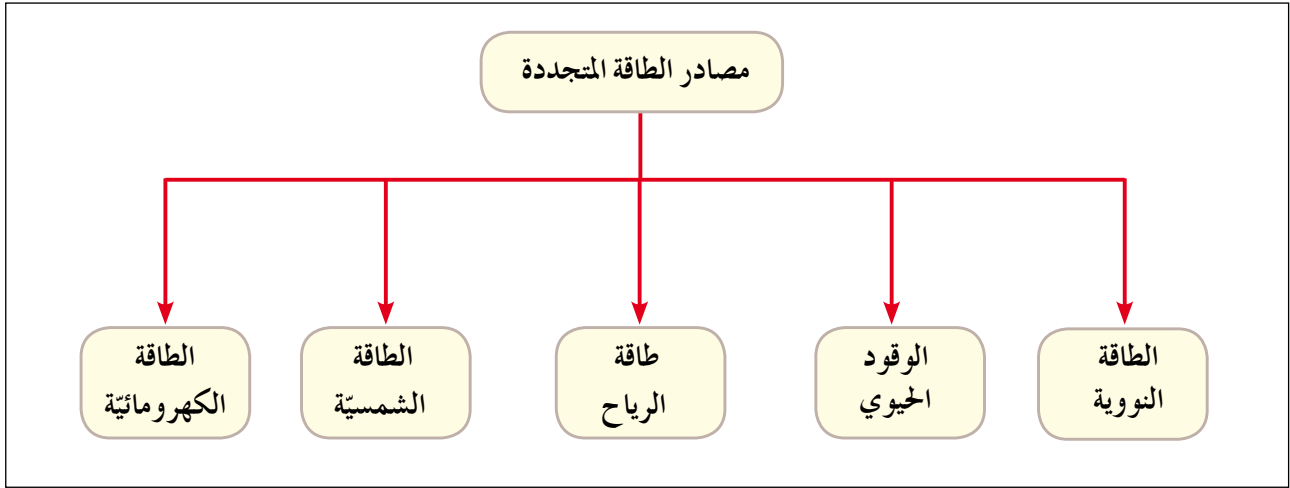 مصادر الطاقة المتجددة
الطاقة
النووية
الوقود
الحيوي
طاقة
الرياح
الطاقة
الشمسيّة
الطاقة
الكهرومائيّة